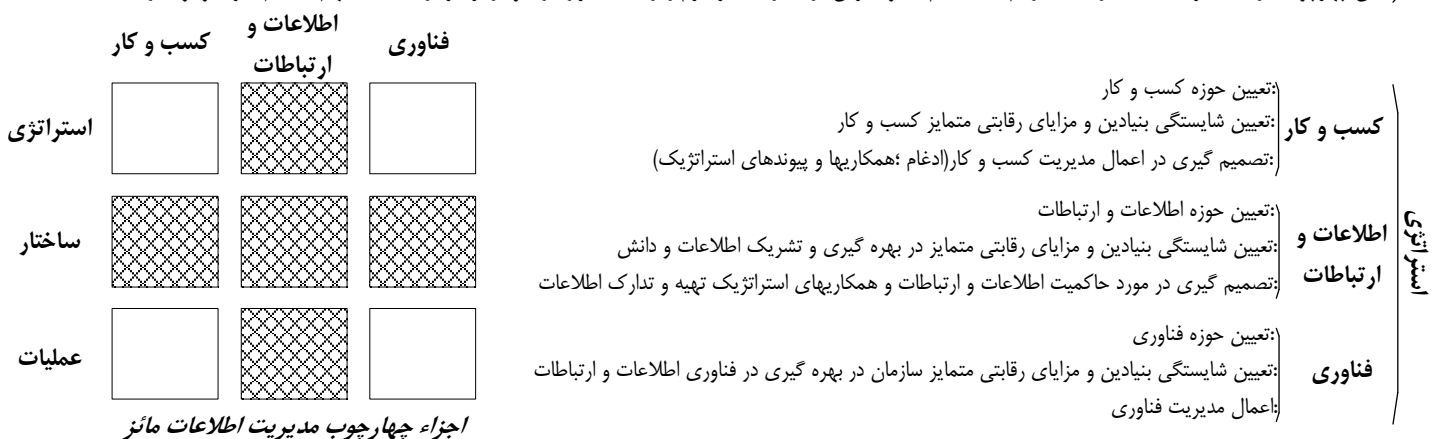 استراتژی
کسب و کار
:تعیین حوزه کسب و کار
:تعیین شایستگی بنیادین و مزایای رقابتی متمایز کسب و کار
:تصمیم گیری در اعمال مدیریت کسب و کار(ادغام ؛همکاریها و پیوندهای استراتژیک)
اطلاعات و
ارتباطات
:تعیین حوزه اطلاعات و ارتباطات
:تعیین شایستگی بنیادین و مزایای رقابتی متمایز در بهره گیری و تشریک اطلاعات و دانش
:تصمیم گیری در مورد حاکمیت اطلاعات و ارتباطات و همکاریهای استراتژیک تهیه و تدارک اطلاعات
فناوری
:تعیین حوزه فناوری
:تعیین شایستگی بنیادین و مزایای رقابتی متمایز سازمان در بهره گیری در فناوری اطلاعات و ارتباطات
:اعمال مدیریت فناوری
فناوری
اطلاعات و
ارتباطات
کسب و کار
استراتژی
ساختار
عملیات
اجزاء چهارچوب مدیریت اطلاعات مائز